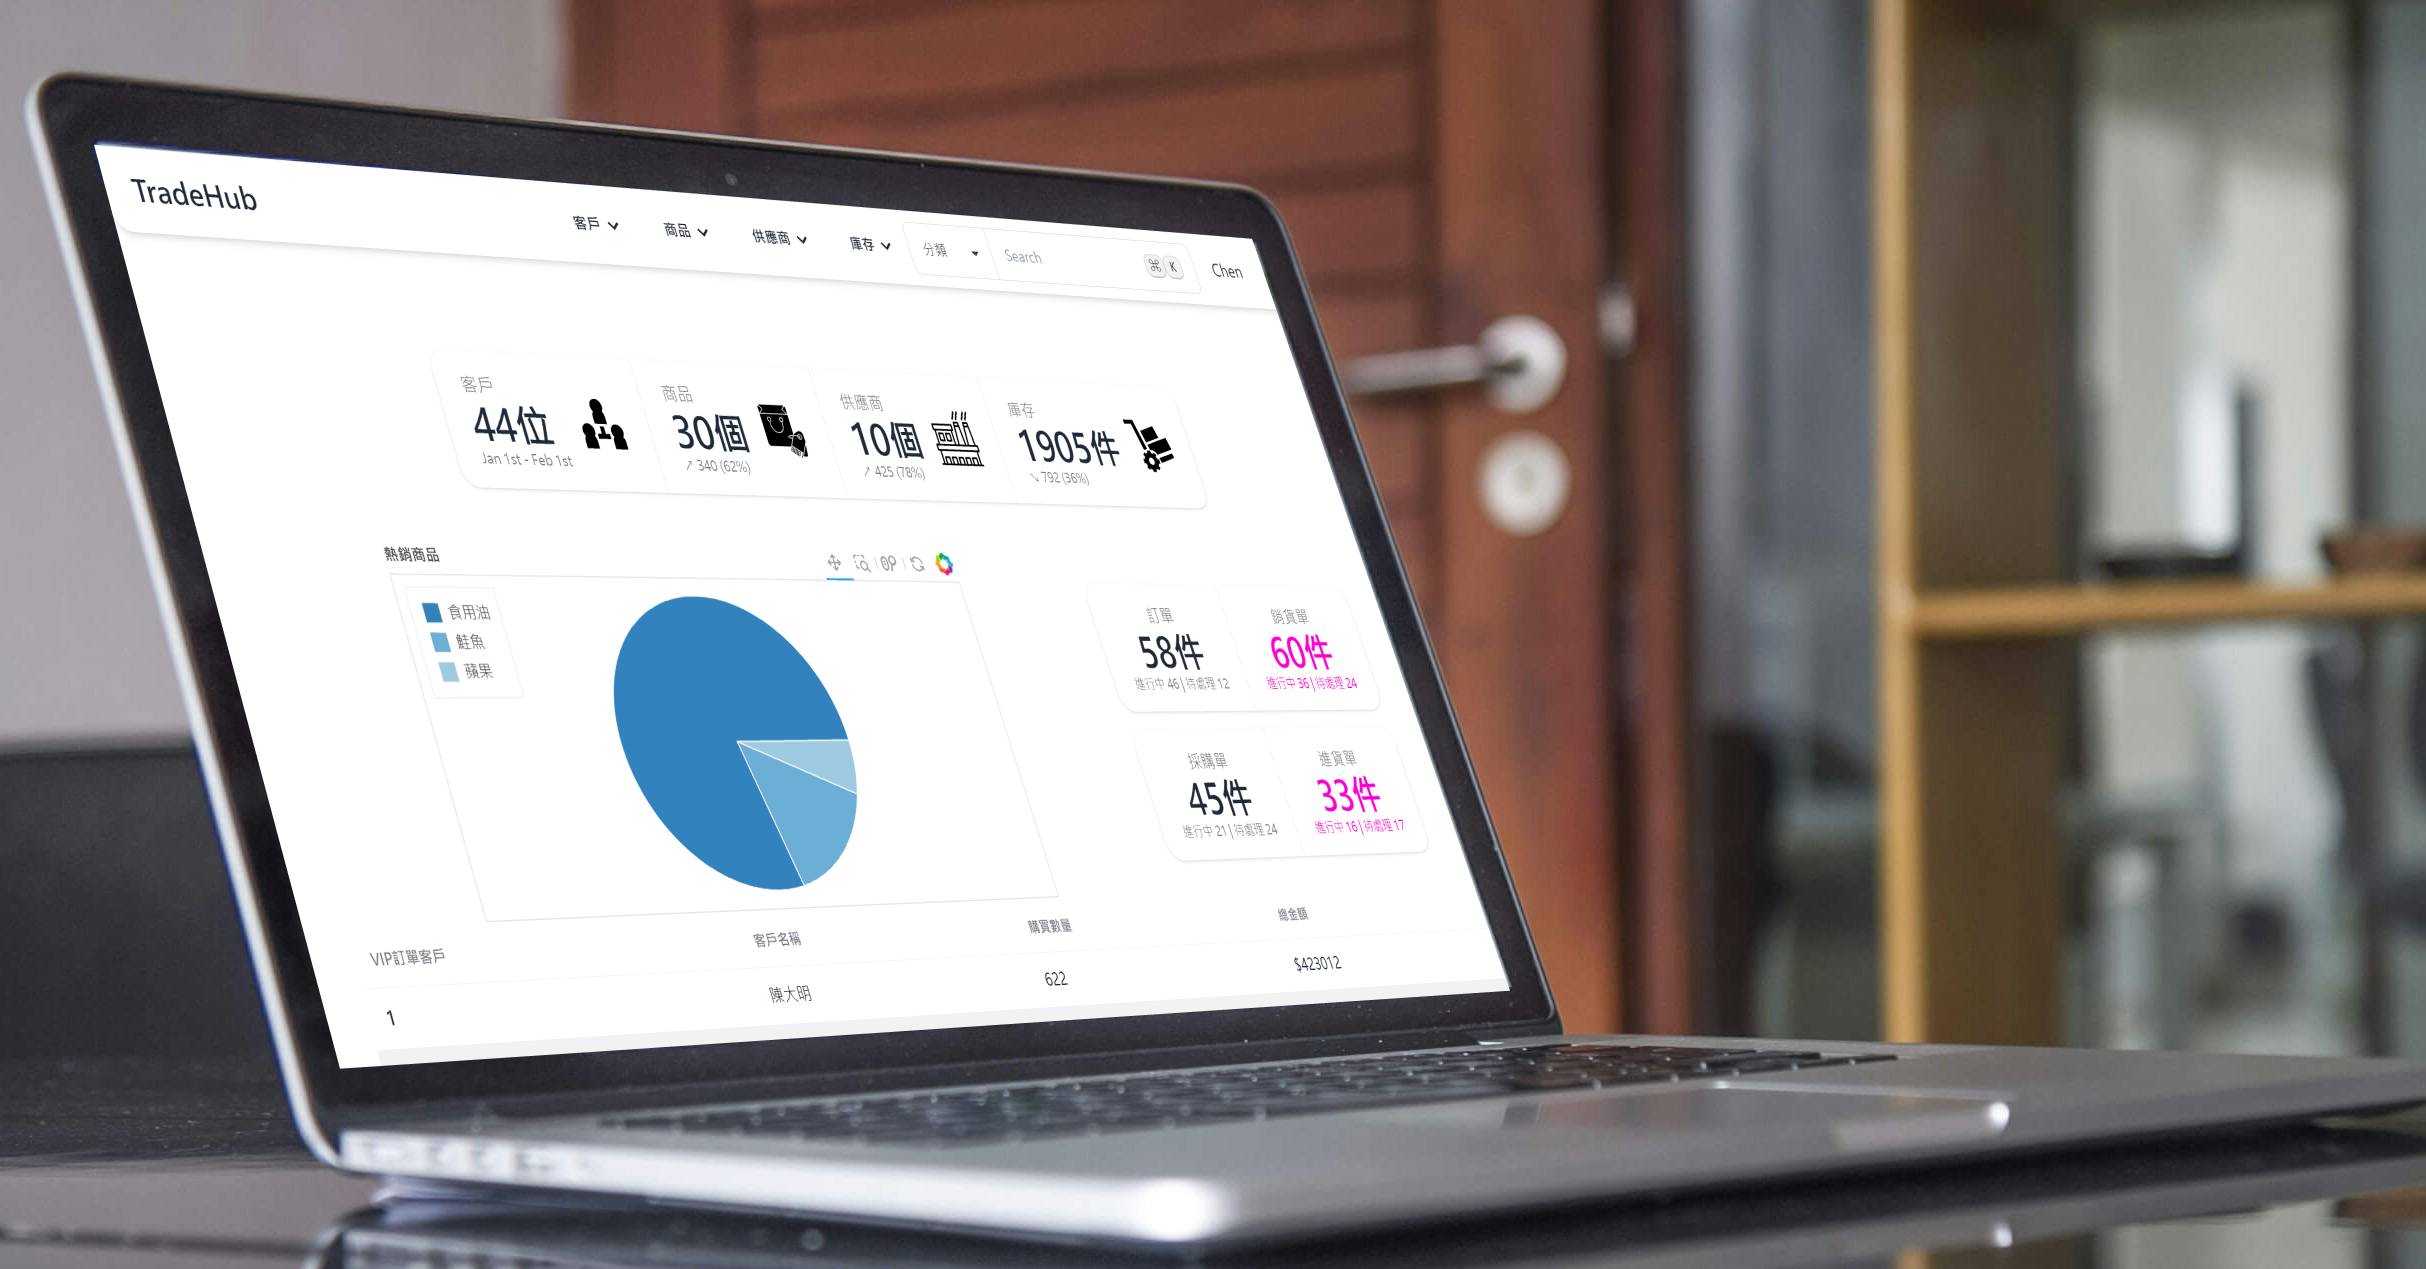 TradeHub
客戶
商品
供應商
庫存
分類
Search
⌘ K
Chen
客戶
44位
Jan 1st - Feb 1st
商品
30個
↗ 340 (62%)
供應商
10個
↗ 425 (78%)
庫存
1905件
↘ 792 (36%)
熱銷商品
食用油
鮭魚
蘋果
訂單
58件
進行中 46 | 待處理 12
銷貨單
60件
進行中 36 | 待處理 24
採購單
45件
進行中 21 | 待處理 24
進貨單
33件
進行中 16 | 待處理 17
VIP訂單客戶 客戶名稱 購買數量 總金額
1 陳大明 622 $423012